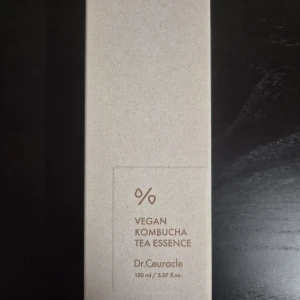 %
VEGAN
KOMBUCHA
TEA ESSENCE
Dr.Ceuracle
150 ml / 5.07 fl.oz.